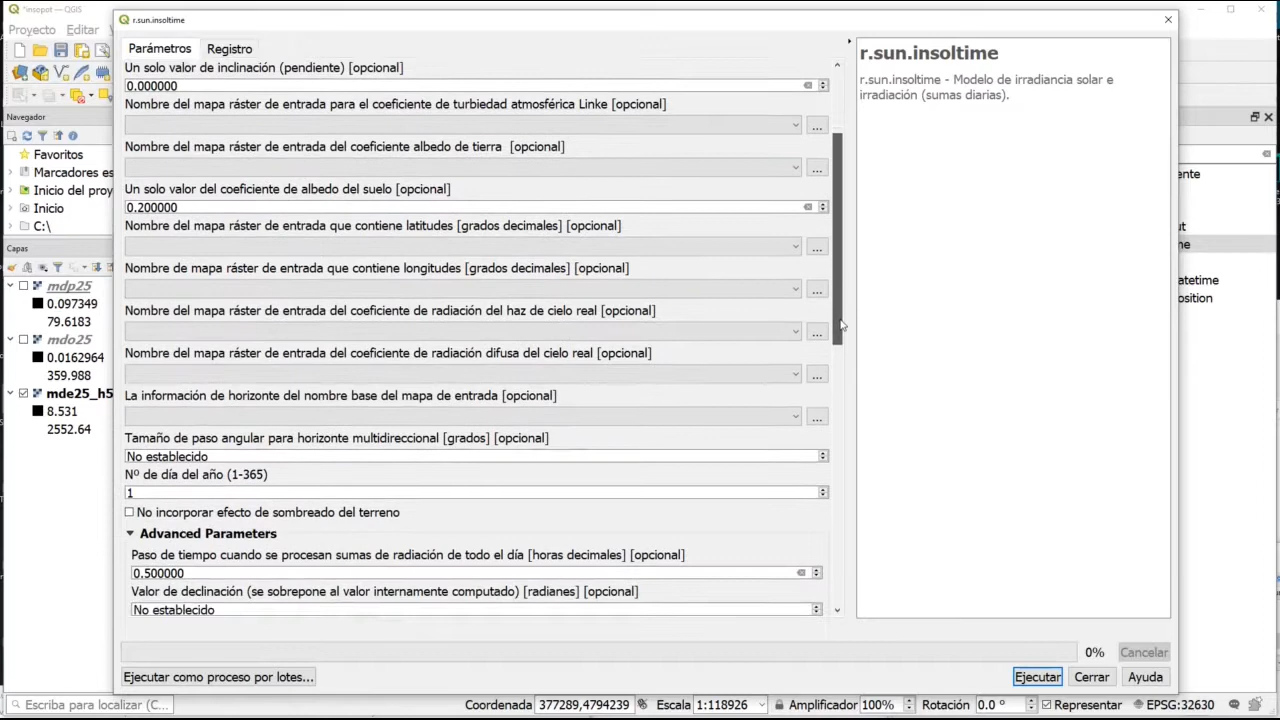 *insopot — QGIS
r.sun.insoltime
Proyecto Editar
Parámetros Registro
Un solo valor de inclinación (pendiente) [opcional]
0.000000
Nombre del mapa ráster de entrada para el coeficiente de turbiedad atmosférica Linke [opcional]
...
Nombre del mapa ráster de entrada del coeficiente albedo de tierra [opcional]
...
Un solo valor del coeficiente de albedo del suelo [opcional]
0.200000
Nombre del mapa ráster de entrada que contiene latitudes [grados decimales] [opcional]
...
Nombre de mapa ráster de entrada que contiene longitudes [grados decimales] [opcional]
...
Nombre del mapa ráster de entrada del coeficiente de radiación del haz de cielo real [opcional]
...
Nombre del mapa ráster de entrada del coeficiente de radiación difusa del cielo real [opcional]
...
La información de horizonte del nombre base del mapa de entrada [opcional]
...
Tamaño de paso angular para horizonte multidireccional [grados] [opcional]
No establecido
Nº de día del año (1-365)
1
No incorporar efecto de sombreado del terreno
Advanced Parameters
Paso de tiempo cuando se procesan sumas de radiación de todo el día [horas decimales] [opcional]
0.500000
Valor de declinación (se sobrepone al valor internamente computado) [radianes] [opcional]
No establecido
0% Cancelar
Ejecutar como proceso por lotes... Ejecutar Cerrar Ayuda
r.sun.insoltime
r.sun.insoltime - Modelo de irradiancia solar e
irradiación (sumas diarias).
Navegador
Favoritos
Marcadores es
Inicio del proy
Inicio
C:\
Capas
mdp25
0.097349
79.6183
mdo25
0.0162964
359.988
mde25_h5
8.531
2552.64
ente
ut
me
atetime
osition
Escriba para localizar (C... Coordenada 377289,4794239 Escala 1:118926 Amplificador 100% Rotación 0.0 ° Representar EPSG:32630